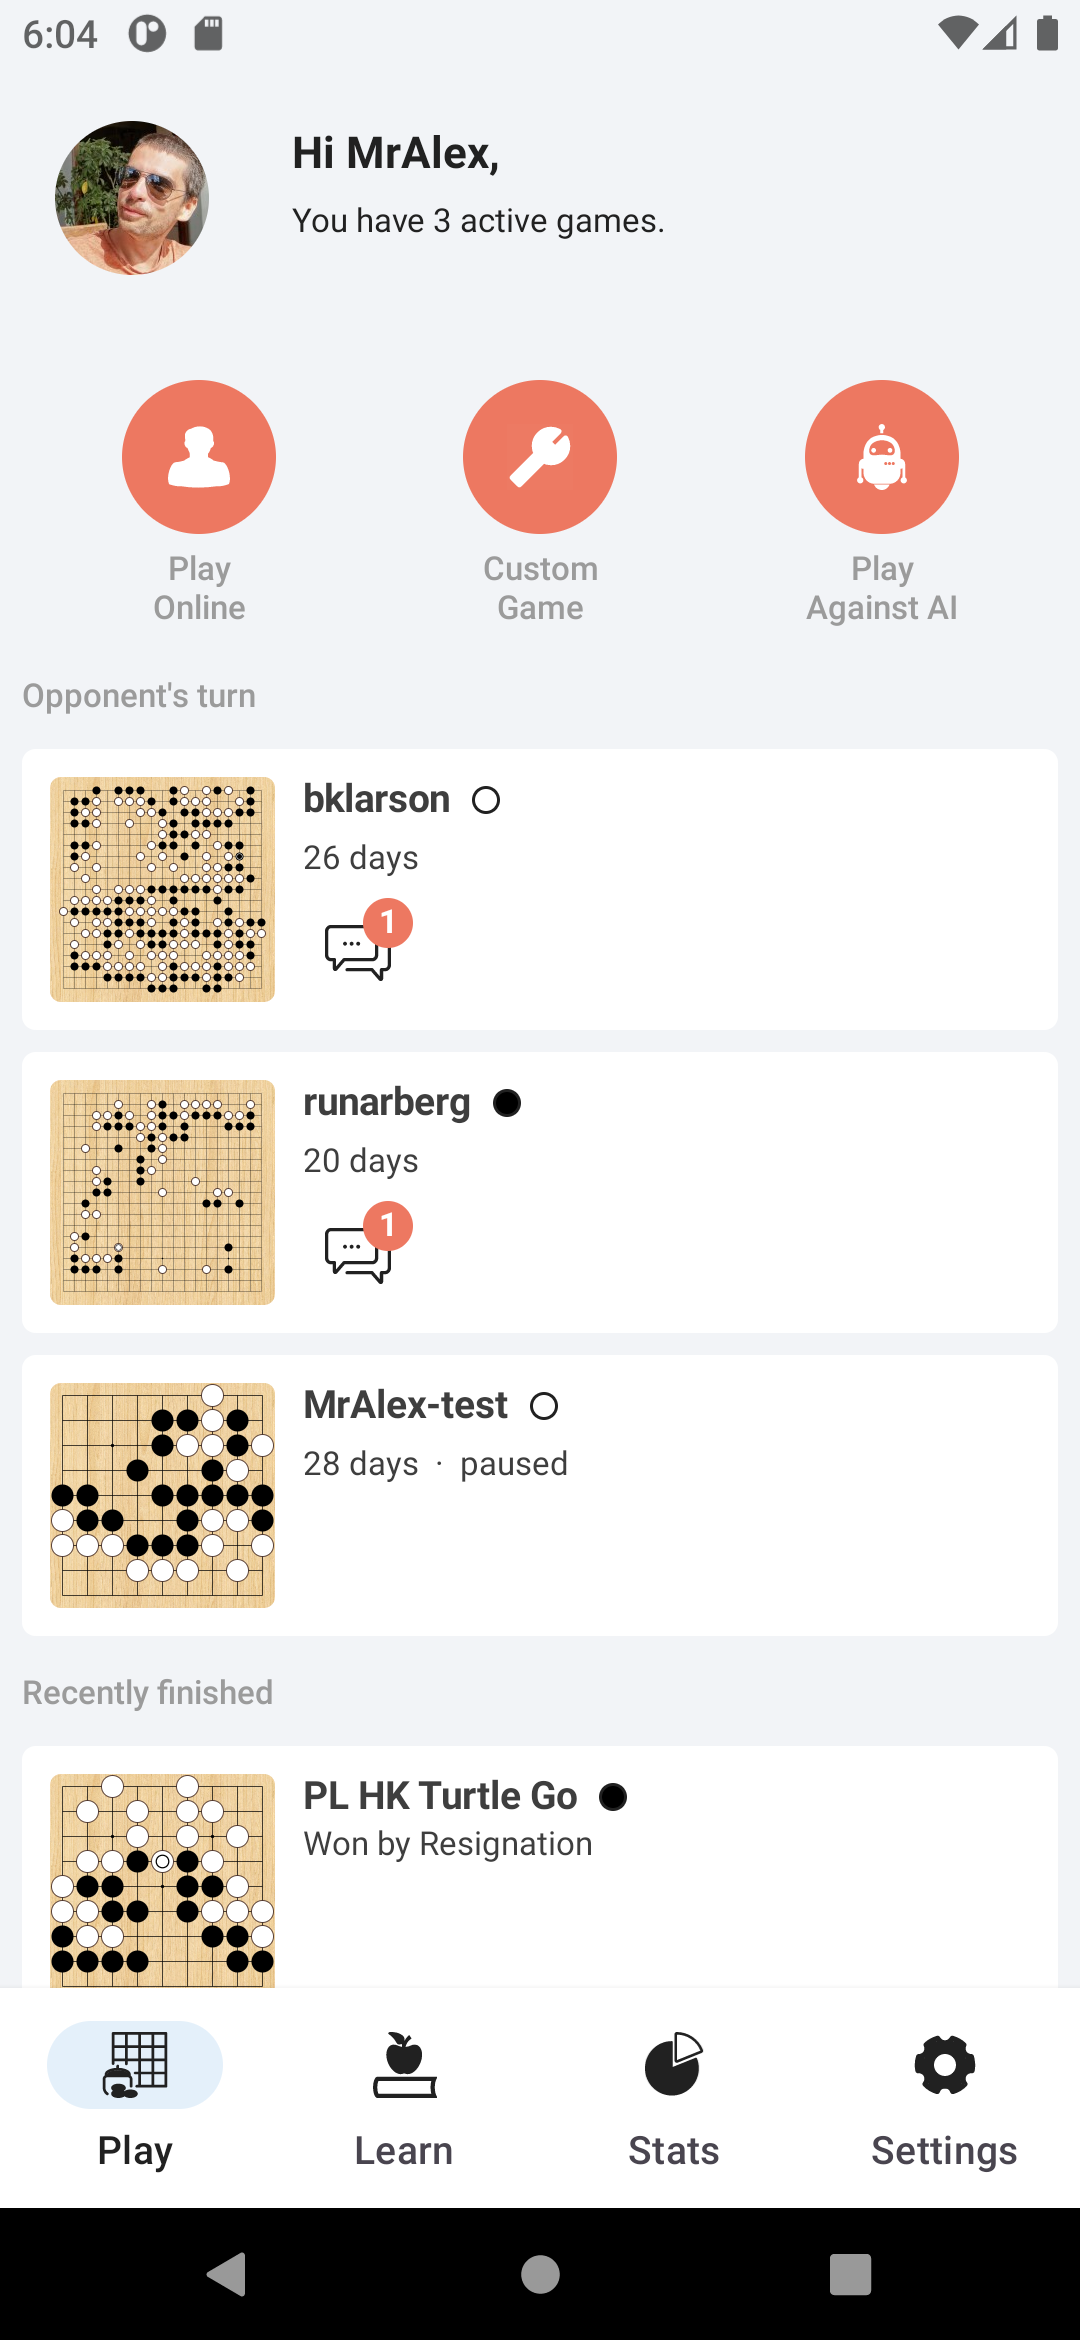 6:04
Hi MrAlex,
You have 3 active games.
Play
Online
Custom
Game
Play
Against AI
Opponent's turn
bklarson
26 days
1
runarberg
20 days
1
MrAlex-test
28 days · paused
Recently finished
PL HK Turtle Go
Won by Resignation
Play
Learn
Stats
Settings